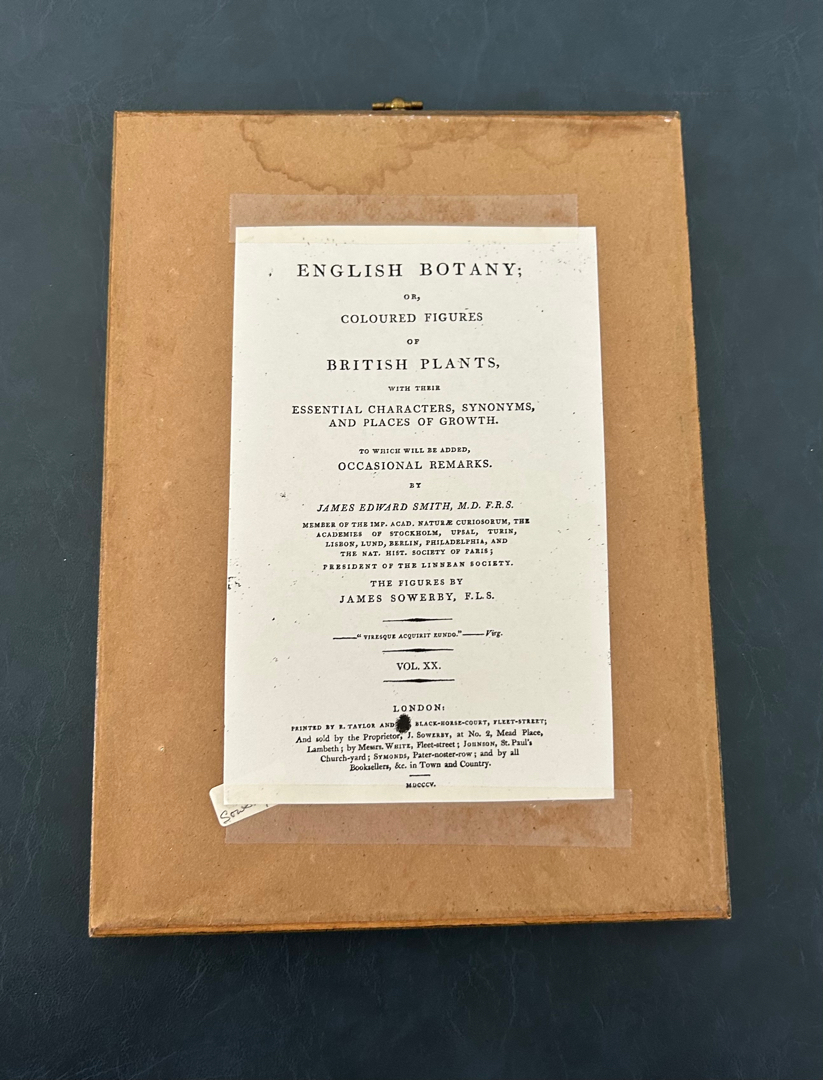 ENGLISH BOTANY;
OR,
COLOURED FIGURES
OF
BRITISH PLANTS,
WITH THEIR
ESSENTIAL CHARACTERS, SYNONYMS,
AND PLACES OF GROWTH.
TO WHICH WILL BE ADDED,
OCCASIONAL REMARKS.
BY
JAMES EDWARD SMITH, M.D. F.R.S.
MEMBER OF THE IMP. ACAD. NATURÆ CURIOSORUM, THE
ACADEMIES OF STOCKHOLM, UPSAL, TURIN,
LISBON, LUND, BERLIN, PHILADELPHIA, AND
THE NAT. HIST. SOCIETY OF PARIS;
PRESIDENT OF THE LINNEAN SOCIETY.
THE FIGURES BY
JAMES SOWERBY, F.L.S.
——“ VIRESQUE ACQUIRIT EUNDO.”—— Virg.
VOL. XX.
LONDON:
PRINTED BY R. TAYLOR AND BLACK-HORSE-COURT, FLEET-STREET;
And sold by the Proprietor, J. SOWERBY, at No. 2, Mead Place,
Lambeth; by Messrs. WHITE, Fleet-street; JOHNSON, St. Paul's
Church-yard; SYMONDS, Pater-noster-row; and by all
Booksellers, &c. in Town and Country.
MDCCCV.